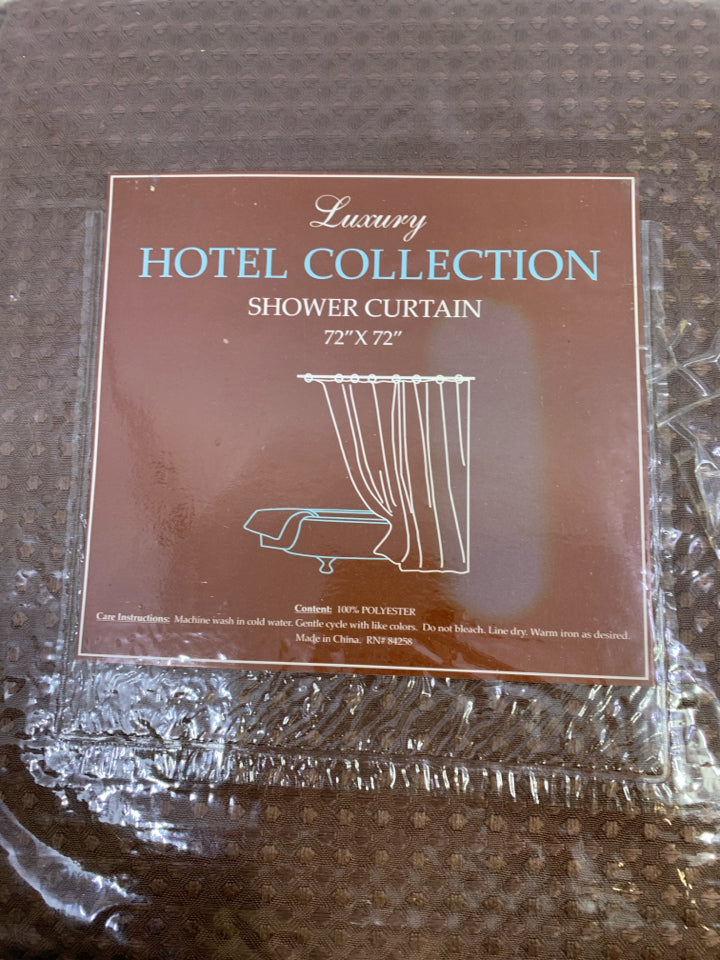 Luxury
HOTEL COLLECTION
SHOWER CURTAIN
72” X 72”
Content: 100% POLYESTER
Care Instructions: Machine wash in cold water. Gentle cycle with like colors. Do not bleach. Line dry. Warm iron as desired.
Made in China. RN# 84258